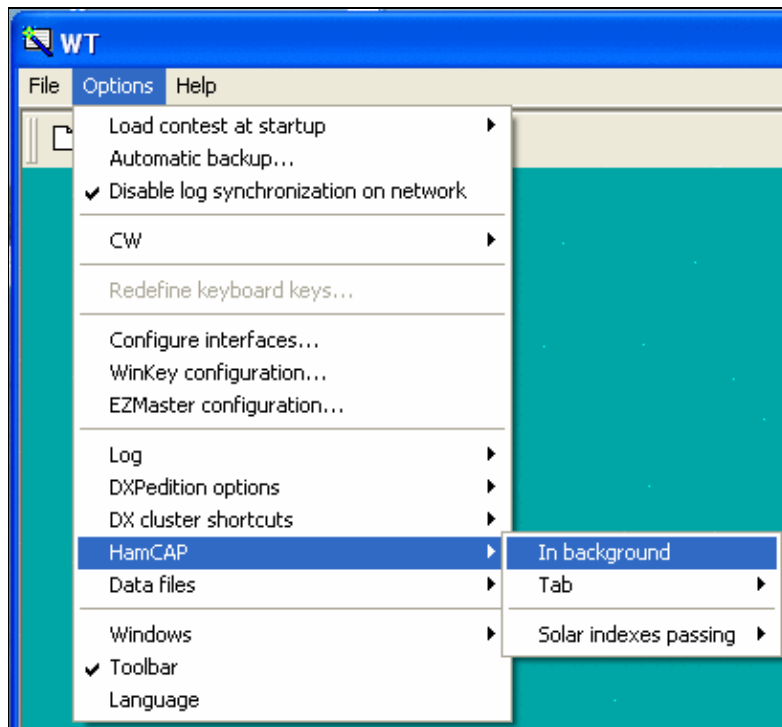 WT
File Options Help
Load contest at startup
Automatic backup...
Disable log synchronization on network
CW
Redefine keyboard keys...
Configure interfaces...
WinKey configuration...
EZMaster configuration...
Log
DXPedition options
DX cluster shortcuts
HamCAP
In background
Data files
Tab
Windows
Solar indexes passing
Toolbar
Language